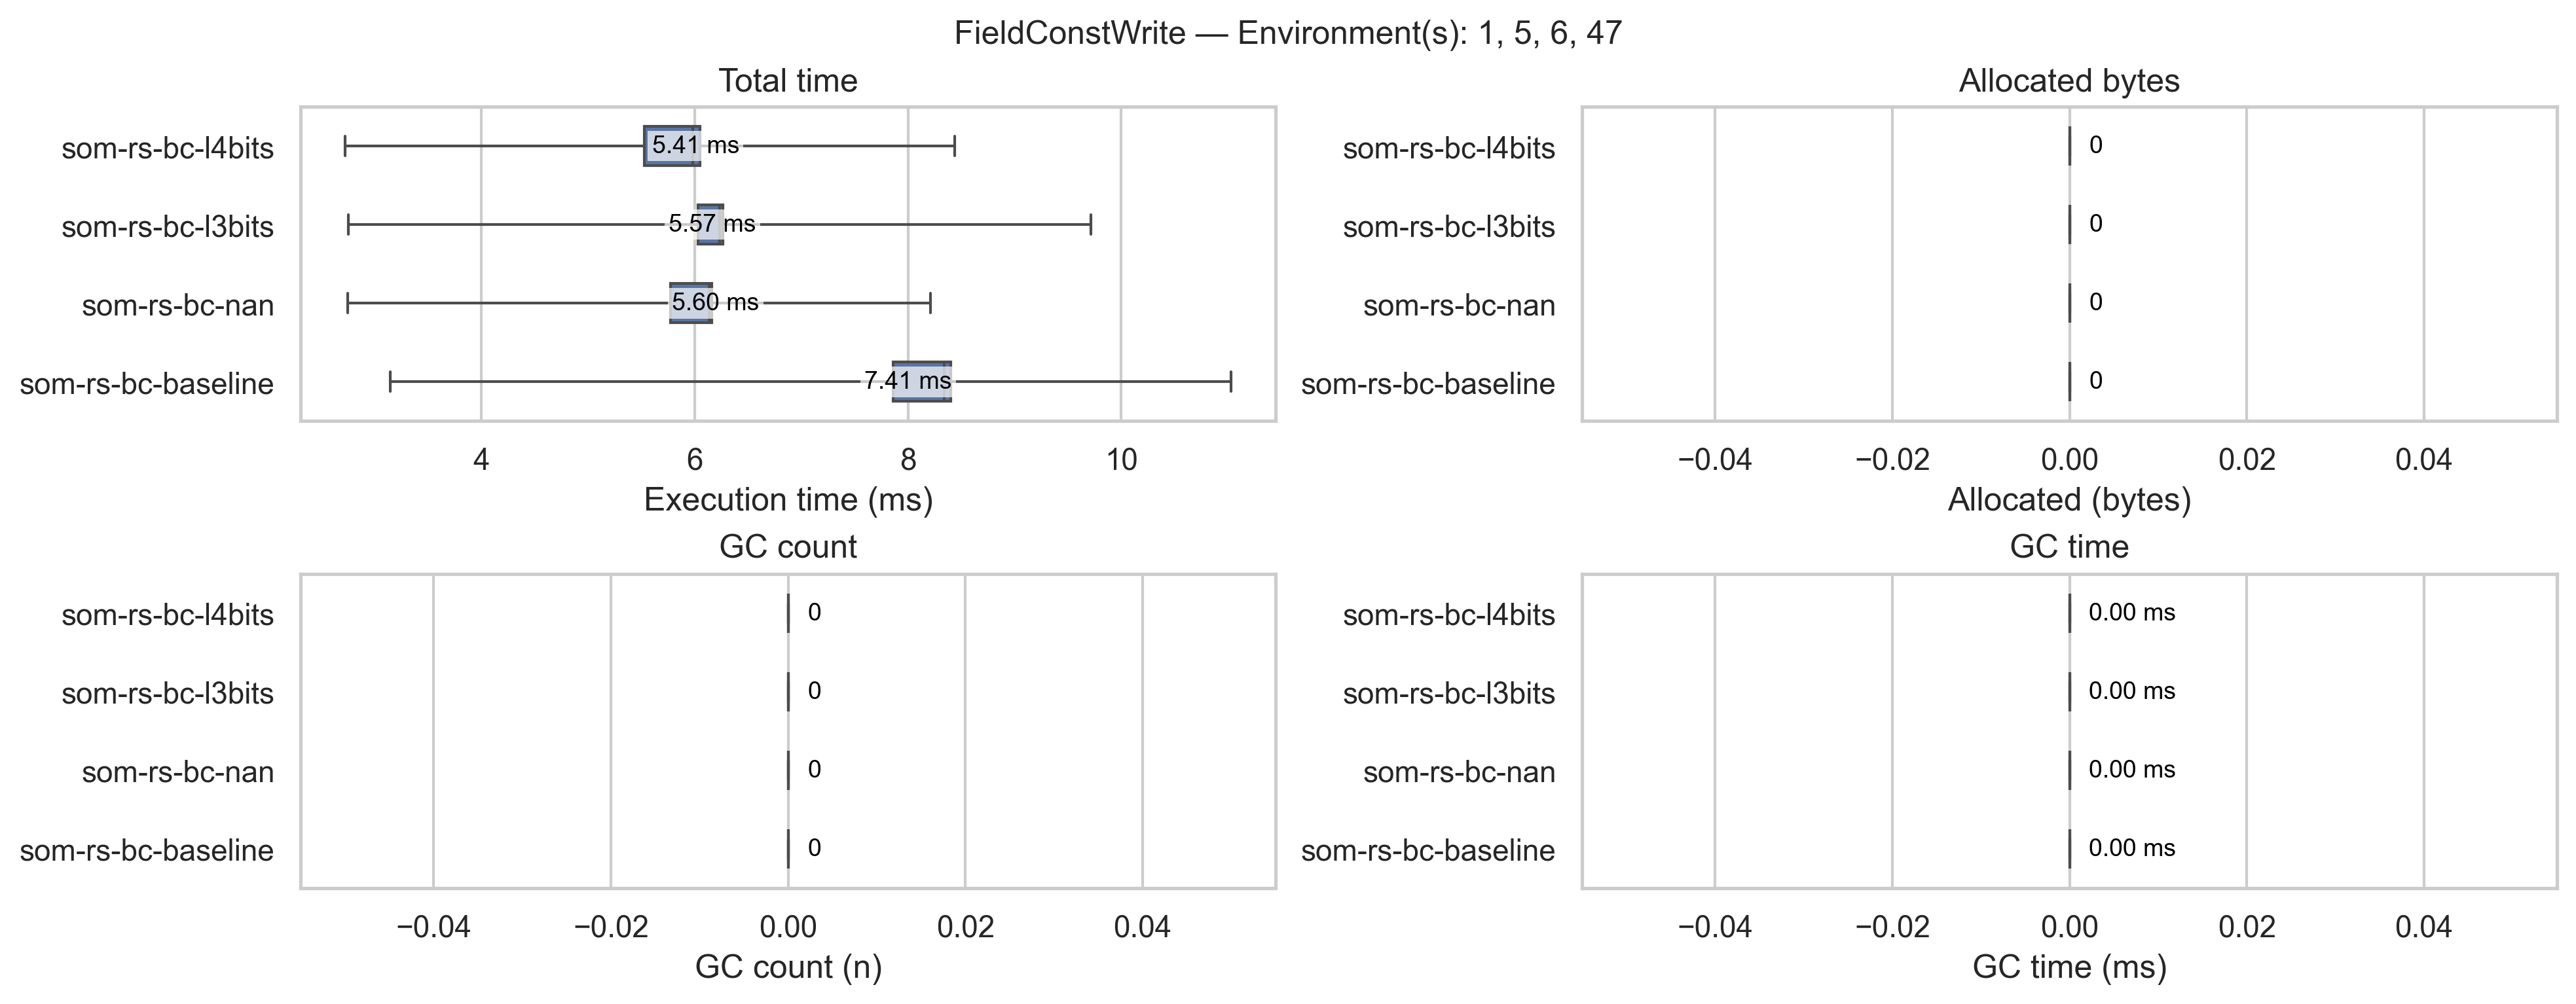 FieldConstWrite — Environment(s): 1, 5, 6, 47
Total time
som-rs-bc-l4bits
5.41 ms
som-rs-bc-l3bits
5.57 ms
som-rs-bc-nan
5.60 ms
som-rs-bc-baseline
7.41 ms
4 6 8 10
Execution time (ms)
Allocated bytes
som-rs-bc-l4bits
0
som-rs-bc-l3bits
0
som-rs-bc-nan
0
som-rs-bc-baseline
0
−0.04 −0.02 0.00 0.02 0.04
Allocated (bytes)
GC count
som-rs-bc-l4bits
0
som-rs-bc-l3bits
0
som-rs-bc-nan
0
som-rs-bc-baseline
0
−0.04 −0.02 0.00 0.02 0.04
GC count (n)
GC time
som-rs-bc-l4bits
0.00 ms
som-rs-bc-l3bits
0.00 ms
som-rs-bc-nan
0.00 ms
som-rs-bc-baseline
0.00 ms
−0.04 −0.02 0.00 0.02 0.04
GC time (ms)